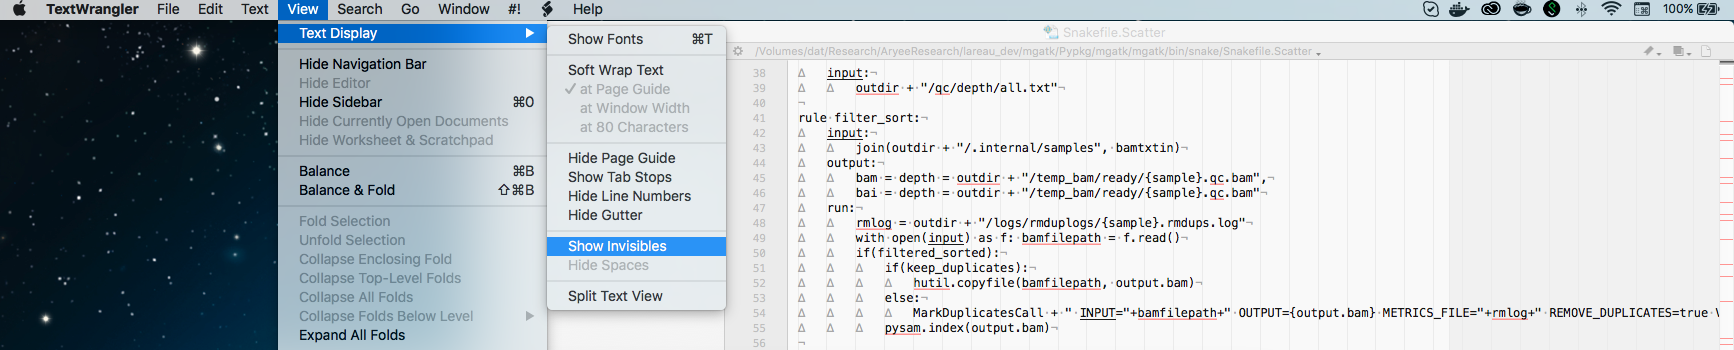 TextWrangler File Edit Text View Search Go Window #! Help 100%
Text Display
Hide Navigation Bar
Hide Editor
Hide Sidebar ⌘0
Hide Currently Open Documents
Hide Worksheet & Scratchpad
Balance ⌘B
Balance & Fold ⇧⌘B
Fold Selection
Unfold Selection
Collapse Enclosing Fold
Collapse Top-Level Folds
Collapse All Folds
Collapse Folds Below Level
Expand All Folds
Show Fonts ⌘T
Soft Wrap Text
✓ at Page Guide
at Window Width
at 80 Characters
Hide Page Guide
Show Tab Stops
Hide Line Numbers
Hide Gutter
Show Invisibles
Hide Spaces
Split Text View
Snakefile.Scatter
/Volumes/dat/Research/AryeeResearch/lareau_dev/mgatk/Pypkg/mgatk/mgatk/bin/snake/Snakefile.Scatter
38 ∆ input:¬
39 ∆ ∆ outdir·+·"/qc/depth/all.txt"¬
40 ¬
41 rule·filter_sort:¬
42 ∆ input:¬
43 ∆ ∆ join(outdir·+·"/.internal/samples",·bamtxtin)¬
44 ∆ output:¬
45 ∆ ∆ bam·=·depth·=·outdir·+·"/temp_bam/ready/{sample}.qc.bam",¬
46 ∆ ∆ bai·=·depth·=·outdir·+·"/temp_bam/ready/{sample}.qc.bam"¬
47 ∆ run:¬
48 ∆ ∆ rmlog·=·outdir·+·"/logs/rmduplogs/{sample}.rmdups.log"¬
49 ∆ ∆ with·open(input)·as·f:·bamfilepath·=·f.read()¬
50 ∆ ∆ if(filtered_sorted):¬
51 ∆ ∆ ∆ if(keep_duplicates):¬
52 ∆ ∆ ∆ ∆ hutil.copyfile(bamfilepath,·output.bam)¬
53 ∆ ∆ ∆ else:¬
54 ∆ ∆ ∆ ∆ MarkDuplicatesCall·+·"·INPUT="+bamfilepath+"·OUTPUT={output.bam}·METRICS_FILE="+rmlog+"·REMOVE_DUPLICATES=true
55 ∆ ∆ ∆ pysam.index(output.bam)¬
56 ¬